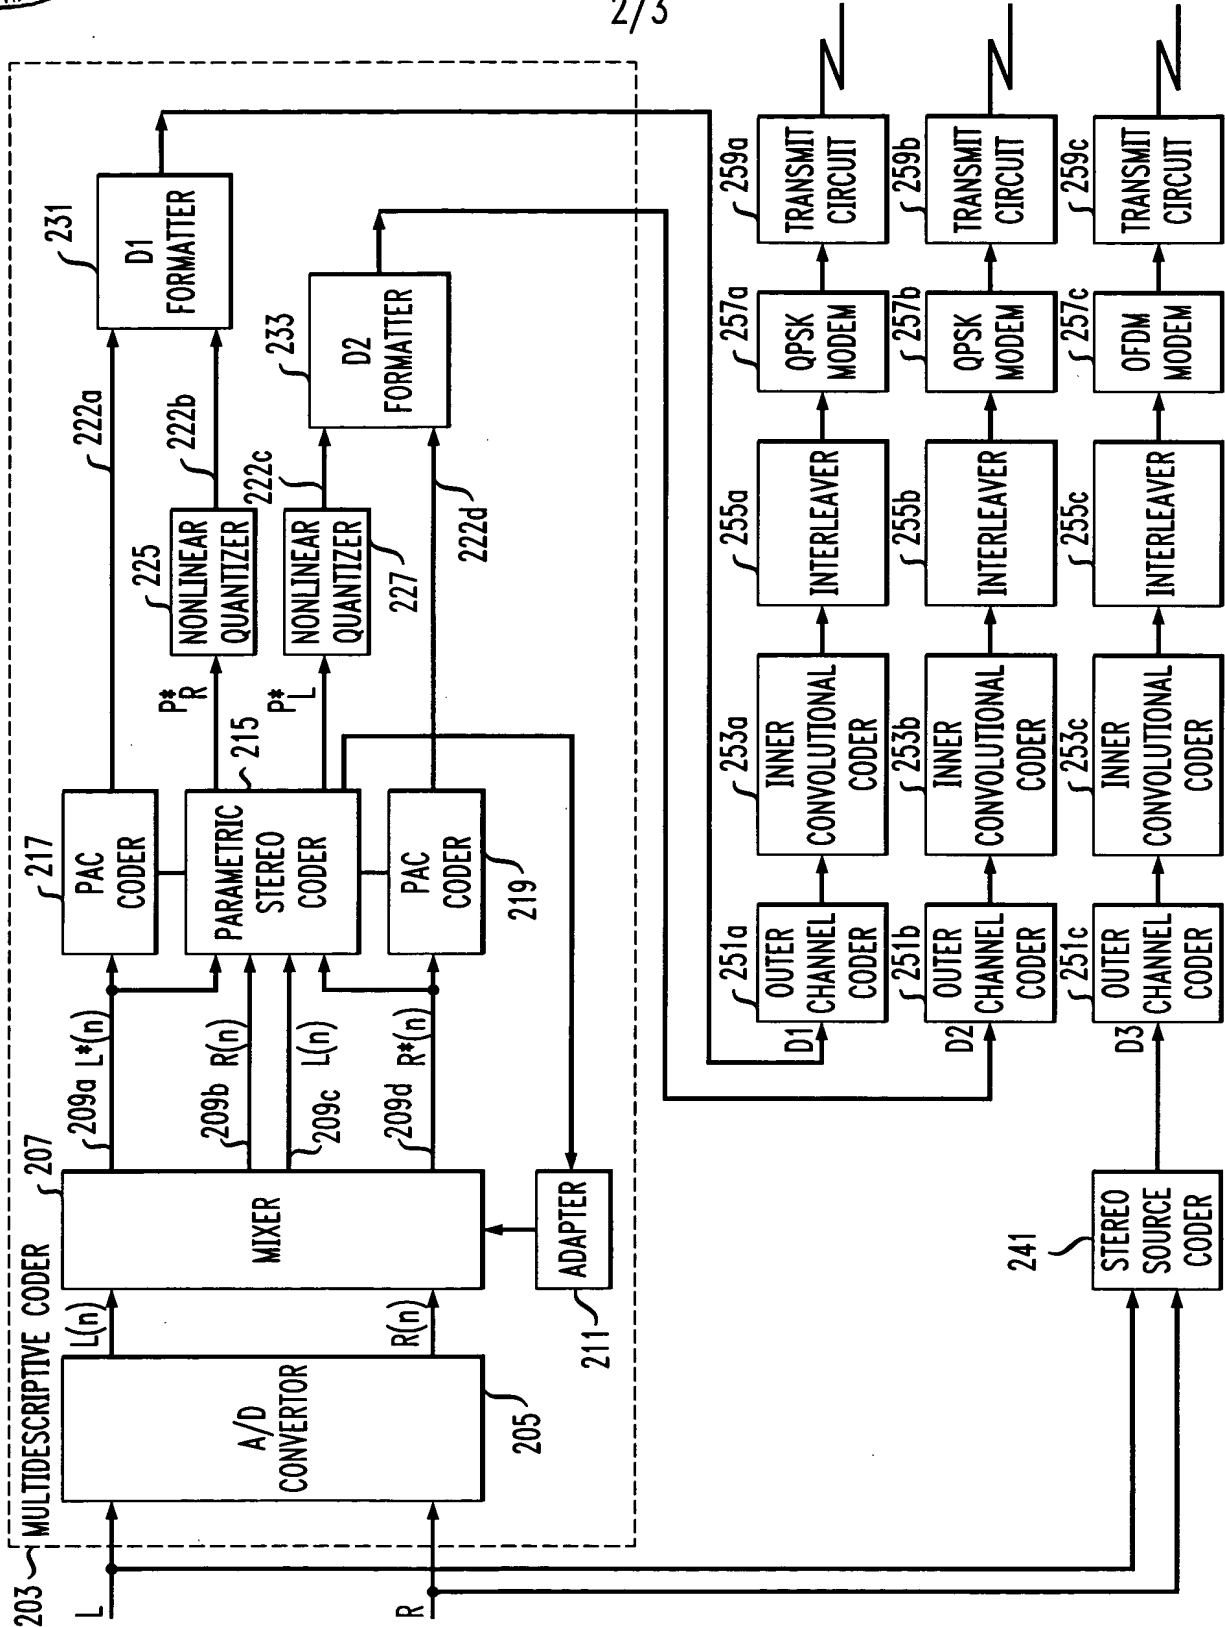 2/3
203
MULTIDESCRIPTIVE CODER
L
R
A/D
CONVERTOR
205
L(n)
R(n)
207
MIXER
ADAPTER
211
209a
L*(n)
209b
R(n)
209c
L(n)
209d
R*(n)
217
PAC
CODER
PARAMETRIC
STEREO
CODER
215
PAC
CODER
219
P*
R
P*
L
225
NONLINEAR
QUANTIZER
NONLINEAR
QUANTIZER
227
222a
222b
222c
222d
231
D1
FORMATTER
233
D2
FORMATTER
241
STEREO
SOURCE
CODER
D1
251a
OUTER
CHANNEL
CODER
253a
INNER
CONVOLUTIONAL
CODER
255a
INTERLEAVER
257a
QPSK
MODEM
259a
TRANSMIT
CIRCUIT
D2
251b
OUTER
CHANNEL
CODER
253b
INNER
CONVOLUTIONAL
CODER
255b
INTERLEAVER
257b
QPSK
MODEM
259b
TRANSMIT
CIRCUIT
D3
251c
OUTER
CHANNEL
CODER
253c
INNER
CONVOLUTIONAL
CODER
255c
INTERLEAVER
257c
OFDM
MODEM
259c
TRANSMIT
CIRCUIT